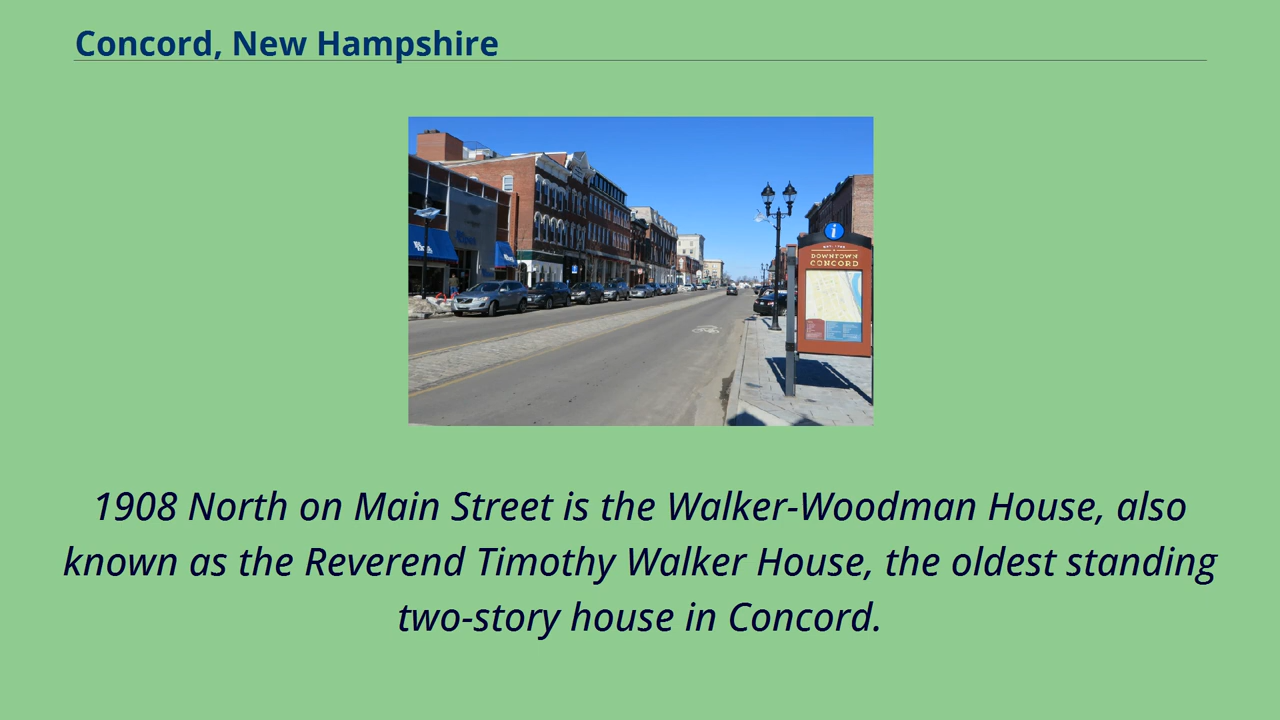 Concord, New Hampshire
DOWNTOWN
CONCORD
1908 North on Main Street is the Walker-Woodman House, also
known as the Reverend Timothy Walker House, the oldest standing
two-story house in Concord.